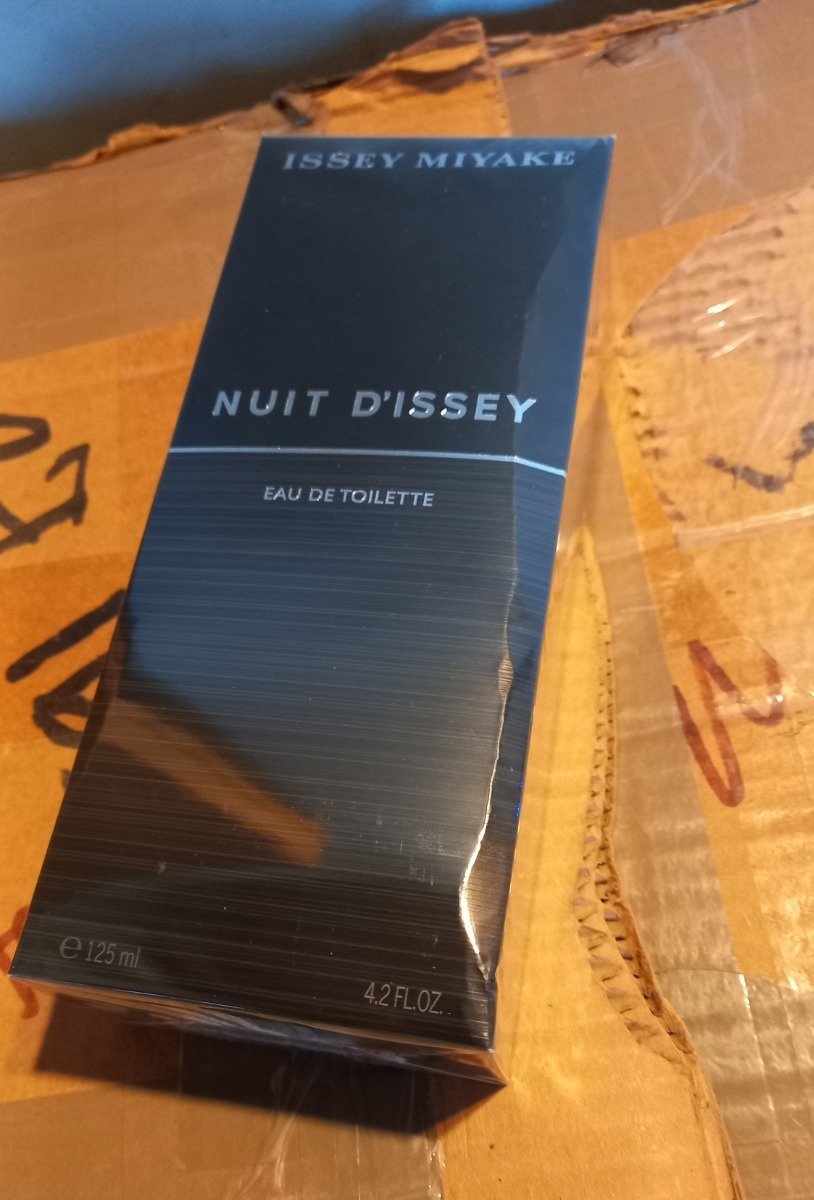 ISSEY MIYAKE
NUIT D'ISSEY
EAU DE TOILETTE
℮ 125 ml
4.2 FL.OZ.